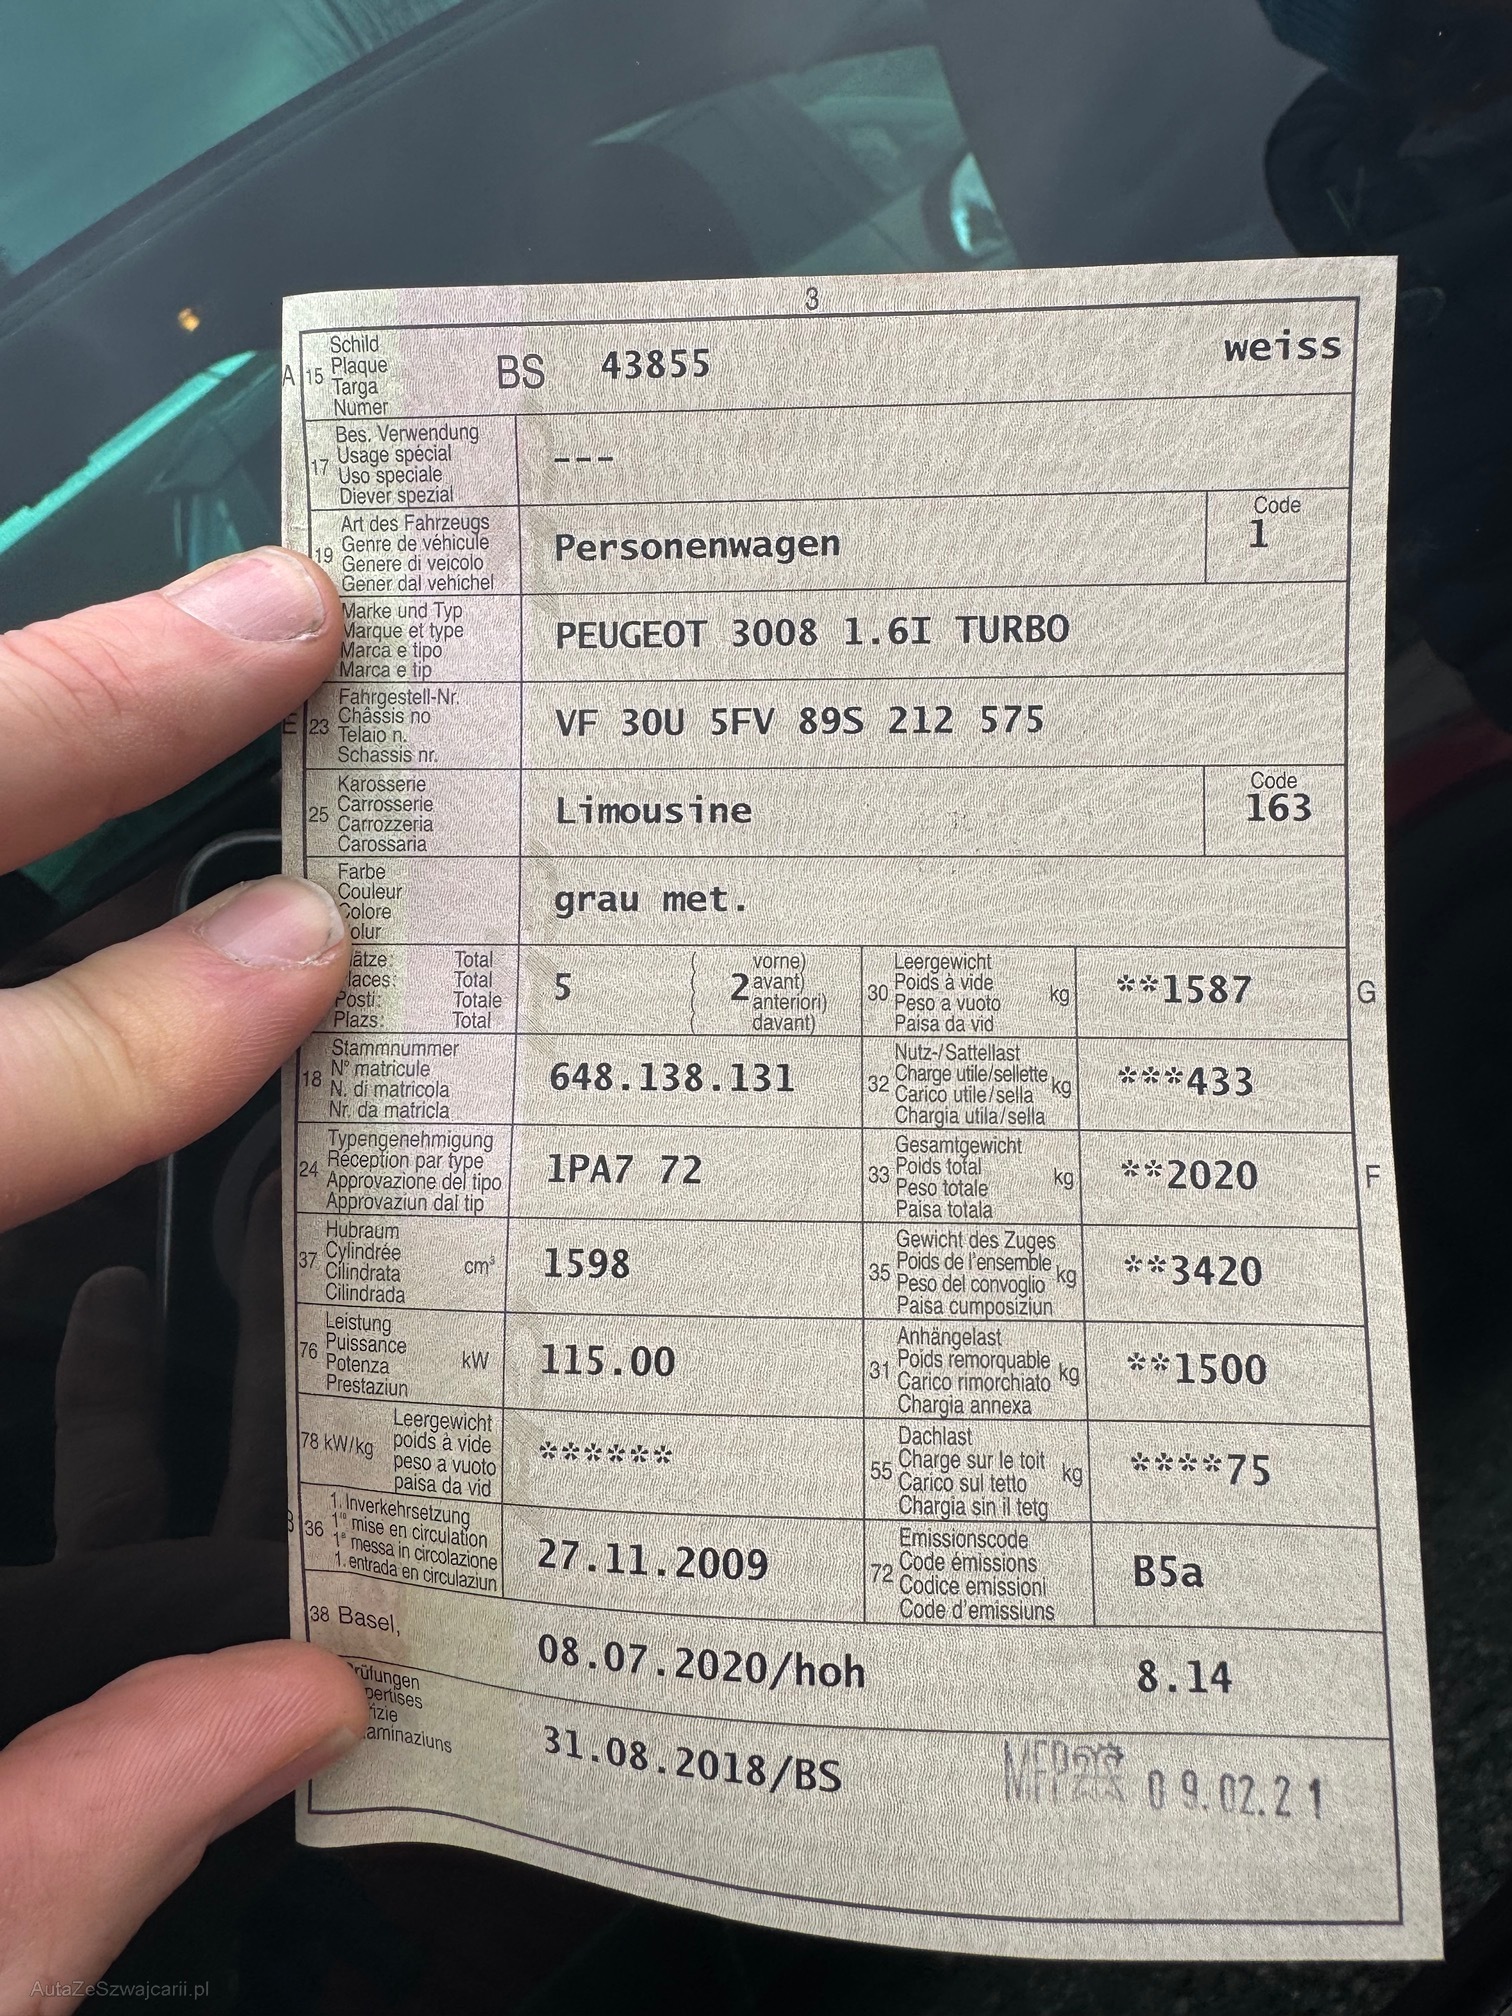 3
A 15 Schild
Plaque
Targa
Numer
BS 43855 weiss
17 Bes. Verwendung
Usage spécial
Uso speciale
Diever spezial
---
19 Art des Fahrzeugs
Genre de véhicule
Genere di veicolo
Gener dal vehichel
Personenwagen
Code
1
Marke und Typ
Marque et type
Marca e tipo
Marca e tip
PEUGEOT 3008 1.6I TURBO
E 23 Fahrgestell-Nr.
Châssis no
Telaio n.
Schassis nr.
VF 30U 5FV 89S 212 575
25 Karosserie
Carrosserie
Carrozzeria
Carossaria
Limousine
Code
163
Farbe
Couleur
Colore
olur
grau met.
ätze: Total
laces: Total
Posti: Totale
Plazs: Total
5
2 vorne)
avant)
anteriori)
davant)
30 Leergewicht
Poids à vide
Peso a vuoto
Paisa da vid
kg
**1587
G
18 Stammnummer
N° matricule
N. di matricola
Nr. da matricla
648.138.131
32 Nutz-/Sattellast
Charge utile/sellette
Carico utile/sella
Chargia utila/sella
kg
***433
24 Typengenehmigung
Réception par type
Approvazione del tipo
Approvaziun dal tip
1PA7 72
33 Gesamtgewicht
Poids total
Peso totale
Paisa totala
kg
**2020
F
37 Hubraum
Cylindrée
Cilindrata
Cilindrada
cm³
1598
35 Gewicht des Zuges
Poids de l'ensemble
Peso del convoglio
Paisa cumposiziun
kg
**3420
76 Leistung
Puissance
Potenza
Prestaziun
kW
115.00
31 Anhängelast
Poids remorquable
Carico rimorchiato
Chargia annexa
kg
**1500
78 kW/kg Leergewicht
poids à vide
peso a vuoto
paisa da vid
******
55 Dachlast
Charge sur le toit
Carico sul tetto
Chargia sin il tetg
kg
****75
B 36 1. Inverkehrsetzung
1re mise en circulation
1a messa in circolazione
1. entrada en circulaziun
27.11.2009
72 Emissionscode
Code émissions
Codice emissioni
Code d'emissiuns
B5a
38 Basel,
08.07.2020/hoh 8.14
rüfungen
pertises
fizie
aminaziuns
31.08.2018/BS
MFP 09.02.21
AutaZeSzwajcarii.pl